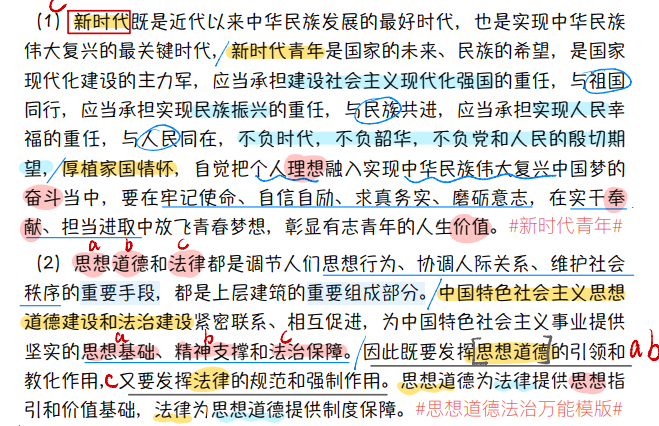 c
（1）新时代既是近代以来中华民族发展的最好时代，也是实现中华民族
伟大复兴的最关键时代，/新时代青年是国家的未来、民族的希望，是国家
现代化建设的主力军，应当承担建设社会主义现代化强国的重任，与祖国
同行，应当承担实现民族振兴的重任，与民族共进，应当承担实现人民幸
福的重任，与人民同在，不负时代，不负韶华，不负党和人民的殷切期
望，/厚植家国情怀，自觉把个人理想融入实现中华民族伟大复兴中国梦的
奋斗当中，要在牢记使命、自信自励、求真务实、磨砺意志，在实干奉
献、担当进取中放飞青春梦想，彰显有志青年的人生价值。#新时代青年#
a b c
（2）思想道德和法律都是调节人们思想行为、协调人际关系、维护社会
秩序的重要手段，都是上层建筑的重要组成部分。/中国特色社会主义思想
道德建设和法治建设紧密联系、相互促进，为中国特色社会主义事业提供
a b c
坚实的思想基础、精神支撑和法治保障。/因此既要发挥[思想道德]的引领和 ab
教化作用，c又要发挥法律的规范和强制作用。思想道德为法律提供思想指
引和价值基础，法律为思想道德提供制度保障。#思想道德法治万能模版#